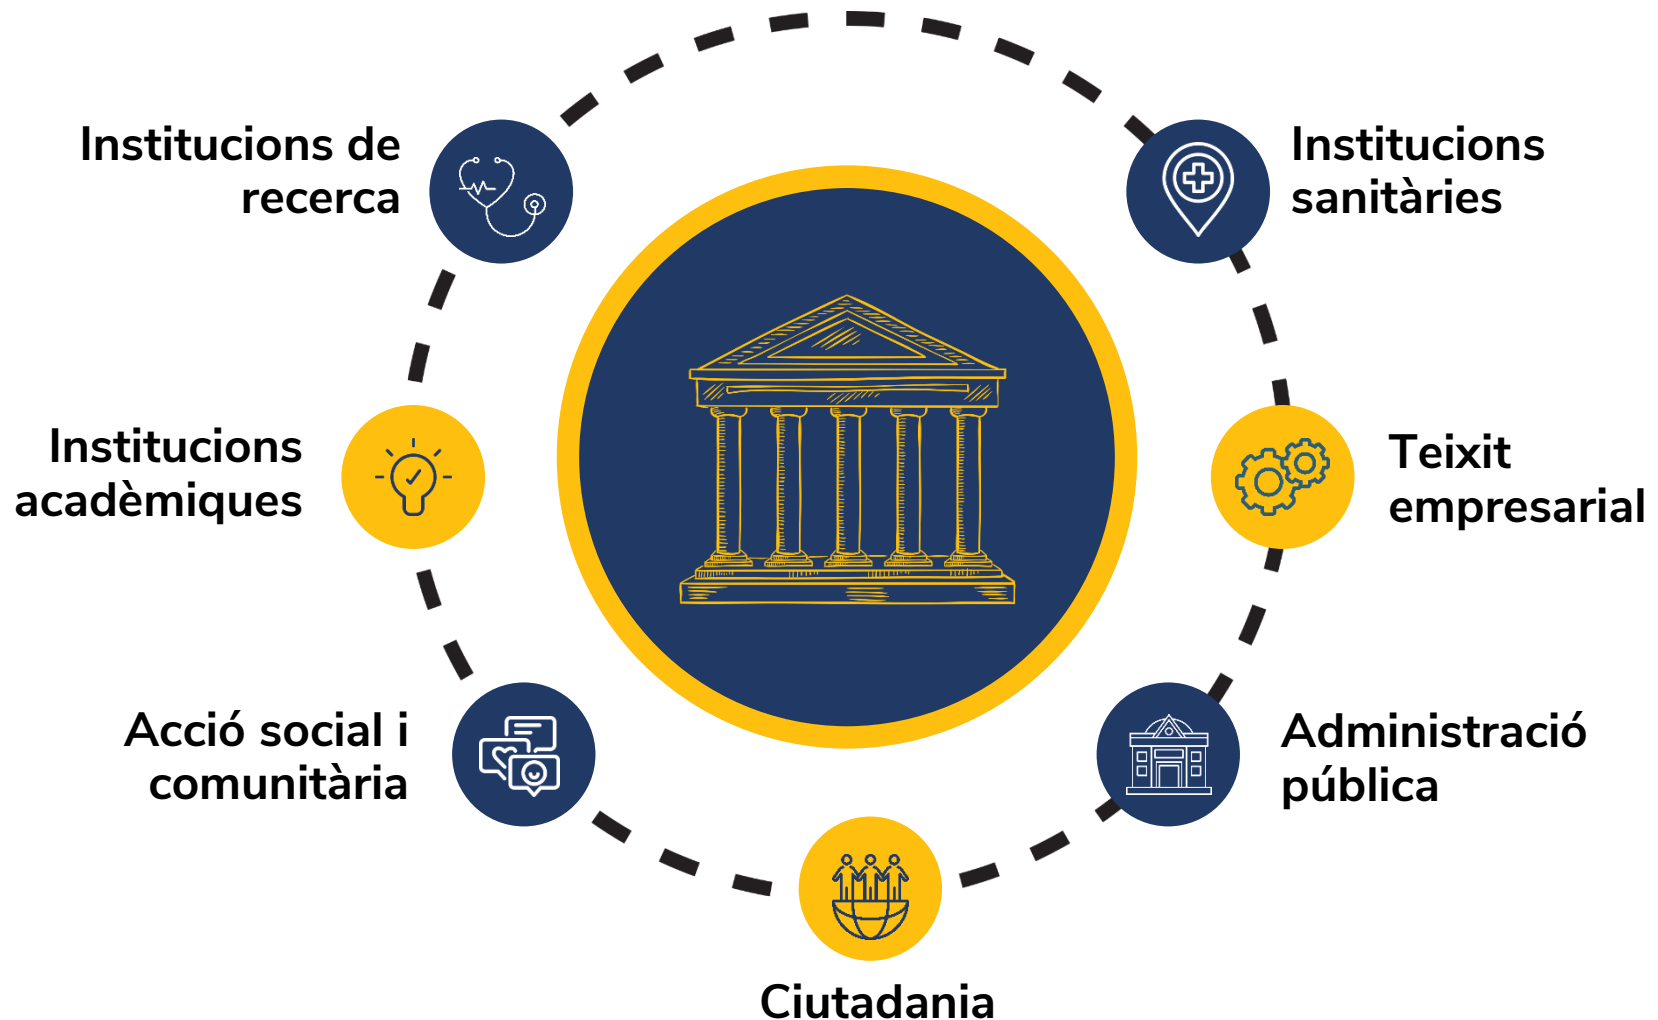 Institucions de
recerca
Institucions
sanitàries
Institucions
acadèmiques
Teixit
empresarial
Acció social i
comunitària
Administració
pública
Ciutadania